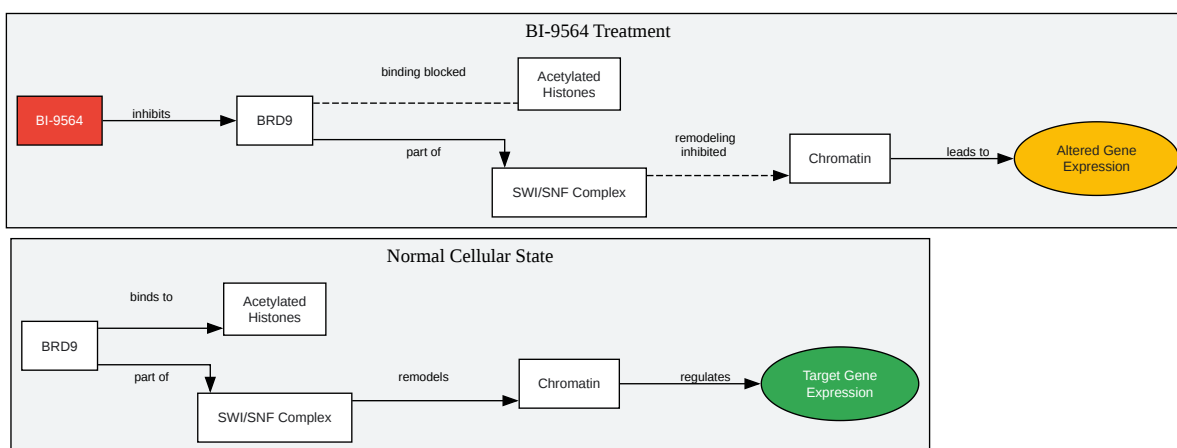 BI-9564 Treatment
binding blocked
Acetylated
Histones
BI-9564
inhibits
BRD9
part of
remodeling
inhibited
Chromatin
leads to
Altered Gene
Expression
SWI/SNF Complex
Normal Cellular State
binds to
Acetylated
Histones
BRD9
part of
SWI/SNF Complex
remodels
Chromatin
regulates
Target Gene
Expression